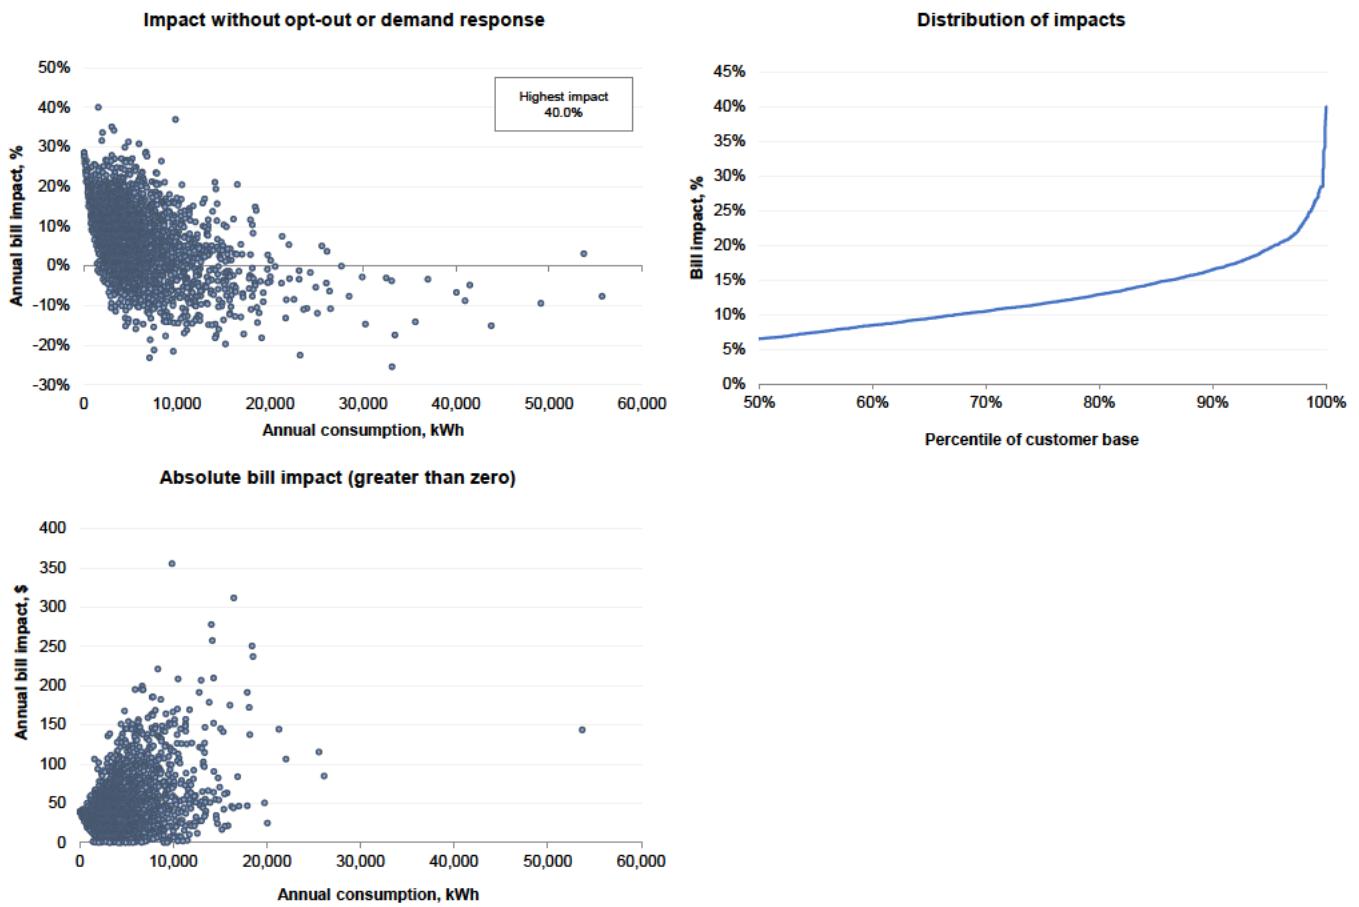 Impact without opt-out or demand response
50%
40%
30%
20%
10%
0%
-10%
-20%
-30%
Annual bill impact, %
Highest impact
40.0%
0 10,000 20,000 30,000 40,000 50,000 60,000
Annual consumption, kWh
Distribution of impacts
45%
40%
35%
30%
25%
20%
15%
10%
5%
0%
Bill impact, %
50% 60% 70% 80% 90% 100%
Percentile of customer base
Absolute bill impact (greater than zero)
400
350
300
250
200
150
100
50
0
Annual bill impact, $
0 10,000 20,000 30,000 40,000 50,000 60,000
Annual consumption, kWh